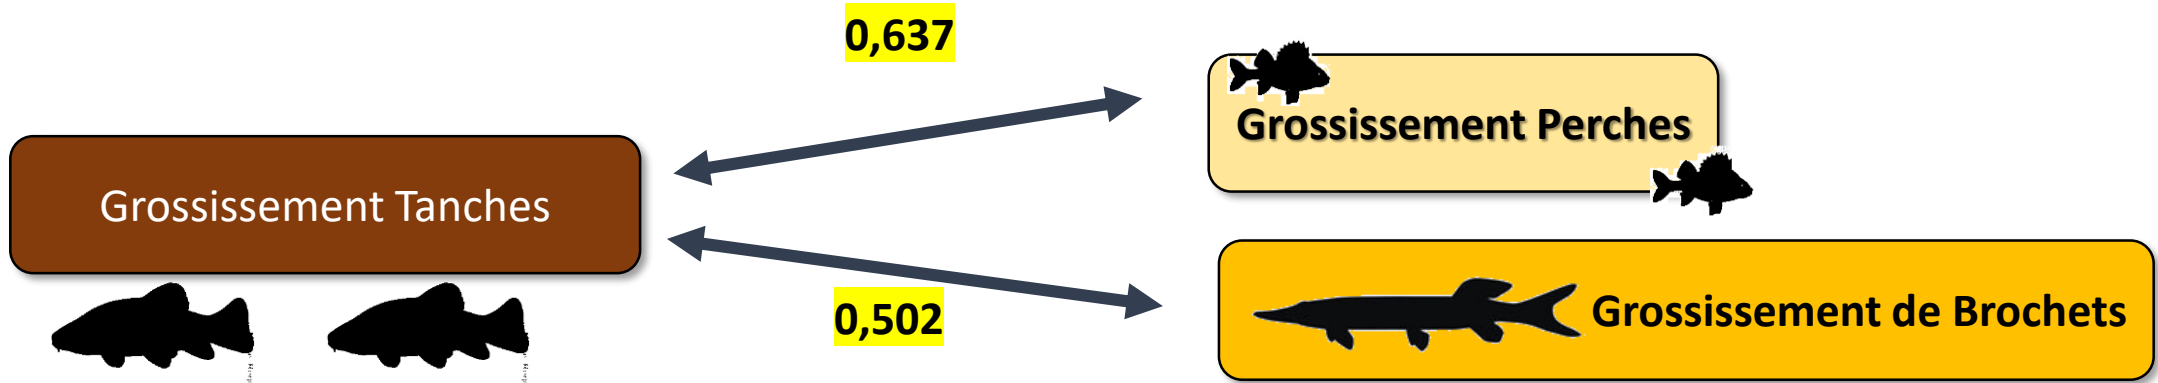 0,637
Grossissement Perches
Grossissement Tanches
Grossissement de Brochets
0,502